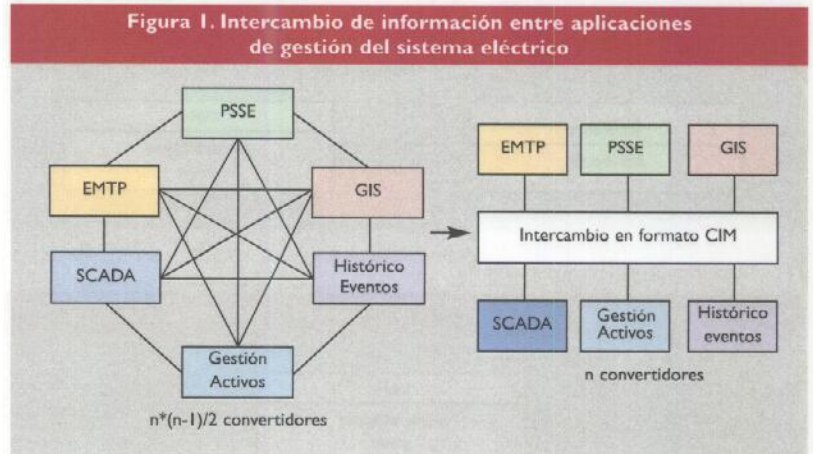 Figura 1. Intercambio de información entre aplicaciones
de gestión del sistema eléctrico
PSSE
EMTP
GIS
SCADA
Histórico
Eventos
Gestión
Activos
n*(n-1)/2 convertidores
EMTP
PSSE
GIS
Intercambio en formato CIM
SCADA
Gestión
Activos
Histórico
eventos
n convertidores